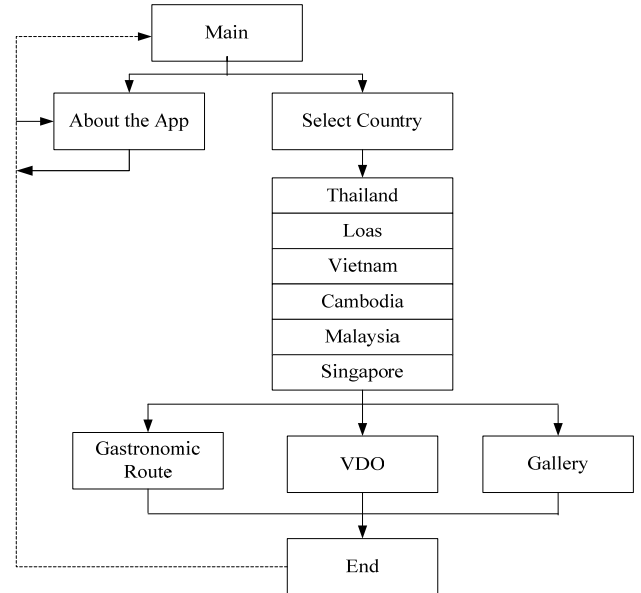 Main
About the App
Select Country
Thailand
Loas
Vietnam
Cambodia
Malaysia
Singapore
Gastronomic
Route
VDO
Gallery
End